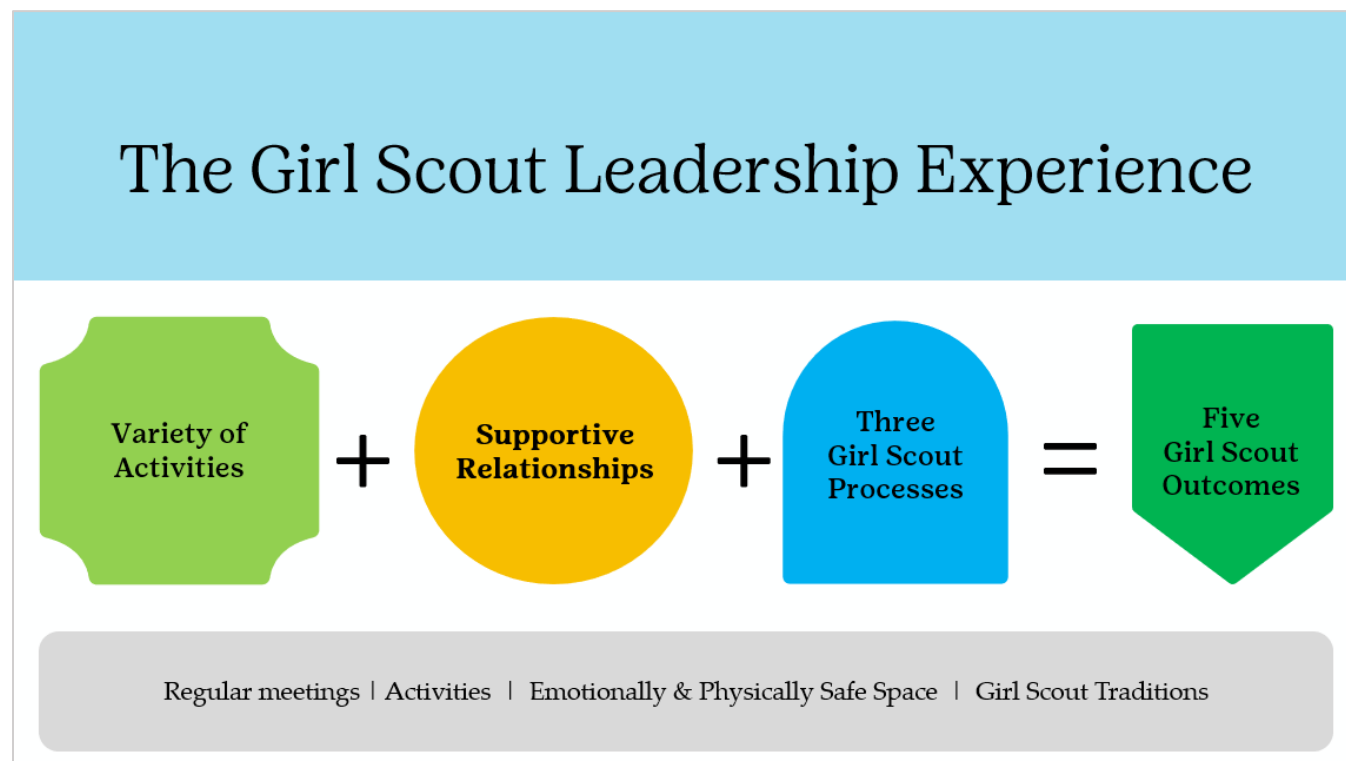 The Girl Scout Leadership Experience
Variety of
Activities
+
Supportive
Relationships
+
Three
Girl Scout
Processes
=
Five
Girl Scout
Outcomes
Regular meetings | Activities | Emotionally & Physically Safe Space | Girl Scout Traditions